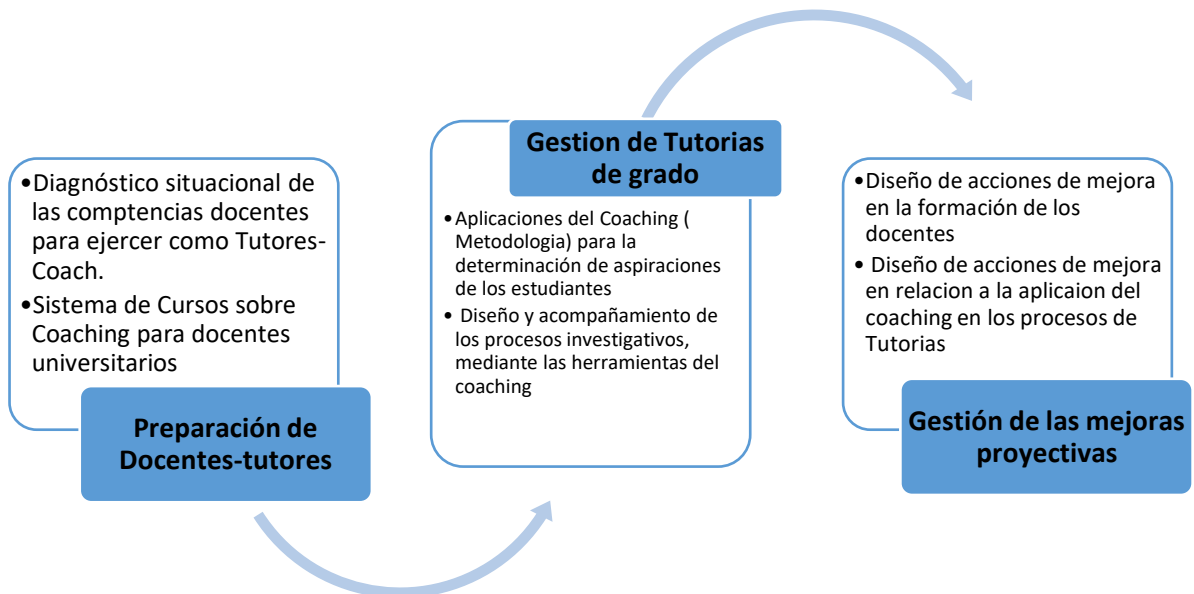 •Diagnóstico situacional de
las comptencias docentes
para ejercer como Tutores-
Coach.
•Sistema de Cursos sobre
Coaching para docentes
universitarios
Preparación de
Docentes-tutores
Gestion de Tutorias
de grado
•Aplicaciones del Coaching (
Metodologia) para la
determinación de aspiraciones
de los estudiantes
• Diseño y acompañamiento de
los procesos investigativos,
mediante las herramientas del
coaching
•Diseño de acciones de mejora
en la formación de los
docentes
• Diseño de acciones de mejora
en relacion a la aplicaion del
coaching en los procesos de
Tutorias
Gestión de las mejoras
proyectivas